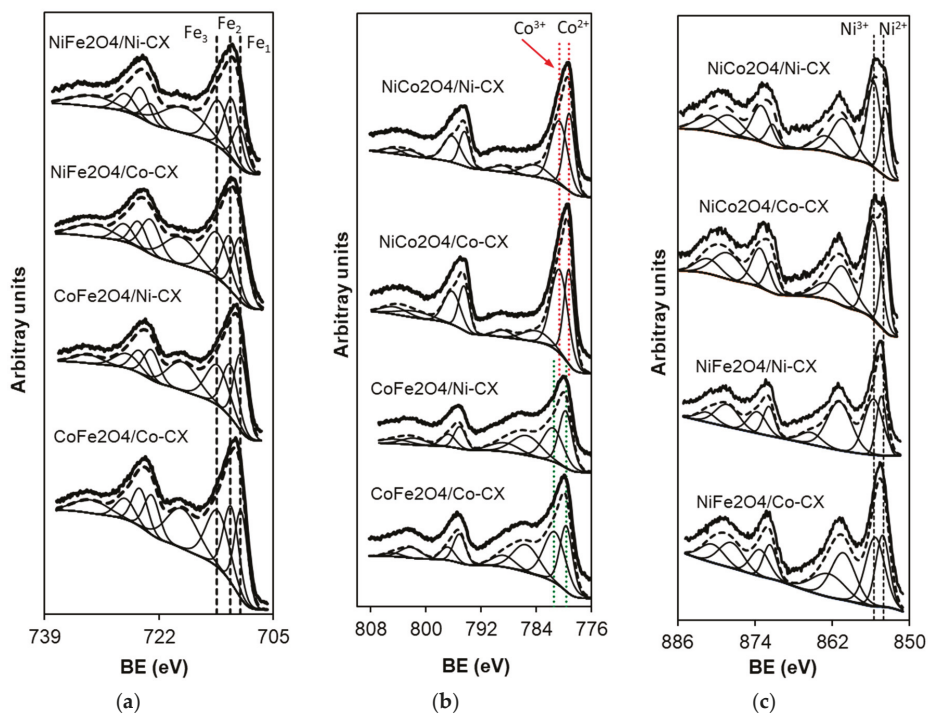 Fe₃
Fe₂
Fe₁
NiFe2O4/Ni-CX
NiFe2O4/Co-CX
CoFe2O4/Ni-CX
CoFe2O4/Co-CX
Arbitray units
739
722
705
BE (eV)
(a)
Co³⁺
Co²⁺
NiCo2O4/Ni-CX
NiCo2O4/Co-CX
CoFe2O4/Ni-CX
CoFe2O4/Co-CX
Arbitray units
808
800
792
784
776
BE (eV)
(b)
Ni³⁺
Ni²⁺
NiCo2O4/Ni-CX
NiCo2O4/Co-CX
NiFe2O4/Ni-CX
NiFe2O4/Co-CX
Arbitray units
886
874
862
850
BE (eV)
(c)